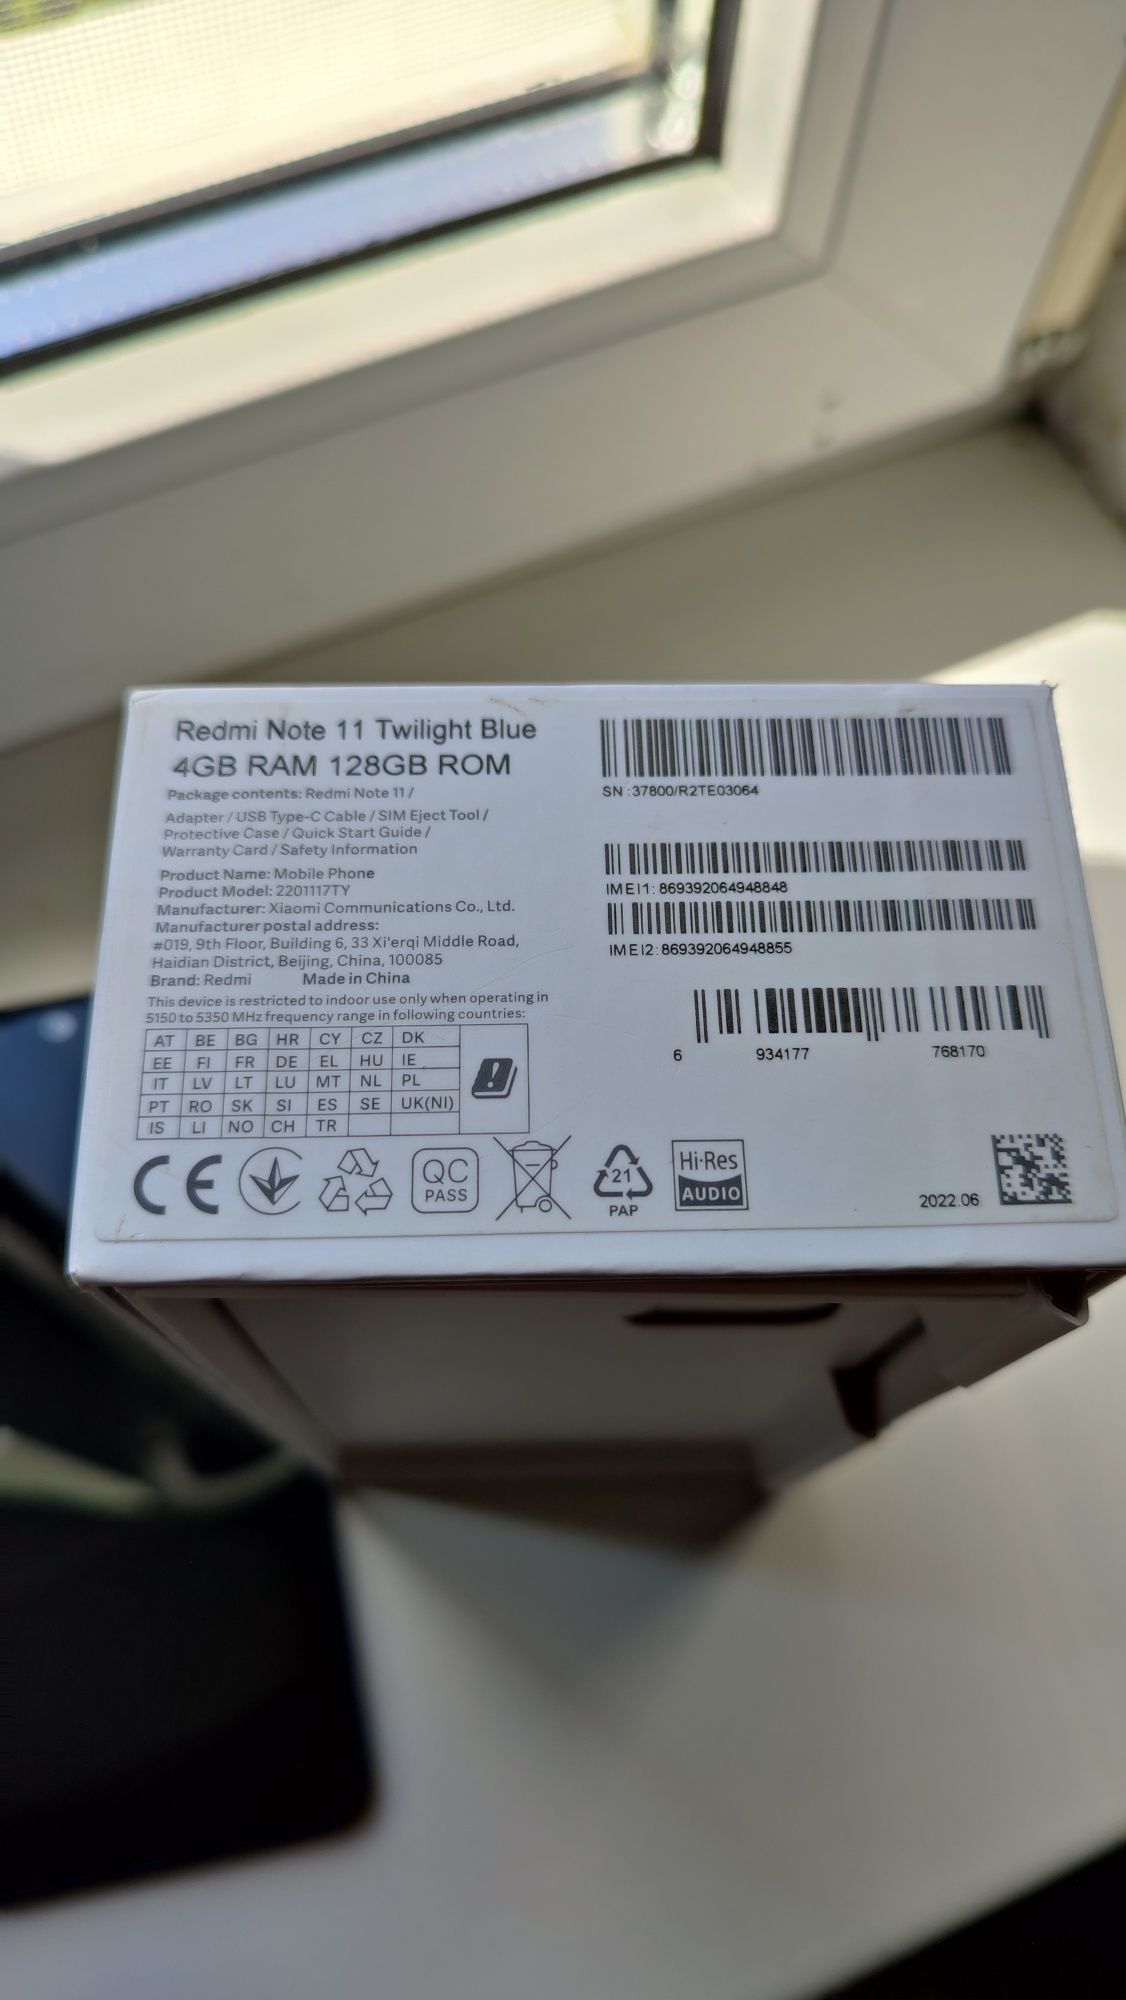 Redmi Note 11 Twilight Blue
4GB RAM 128GB ROM
Package contents: Redmi Note 11 /
Adapter / USB Type-C Cable / SIM Eject Tool /
Protective Case / Quick Start Guide /
Warranty Card / Safety Information
Product Name: Mobile Phone
Product Model: 2201117TY
Manufacturer: Xiaomi Communications Co., Ltd.
Manufacturer postal address:
#019, 9th Floor, Building 6, 33 Xi'erqi Middle Road,
Haidian District, Beijing, China, 100085
Brand: Redmi Made in China
This device is restricted to indoor use only when operating in
5150 to 5350 MHz frequency range in following countries:
AT BE BG HR CY CZ DK
EE FI FR DE EL HU IE
IT LV LT LU MT NL PL
PT RO SK SI ES SE UK(NI)
IS LI NO CH TR
CE
QC
PASS
21
PAP
Hi-Res
AUDIO
SN:37800/R2TE03064
IMEI1: 869392064948848
IMEI2: 869392064948855
6 934177 768170
2022.06